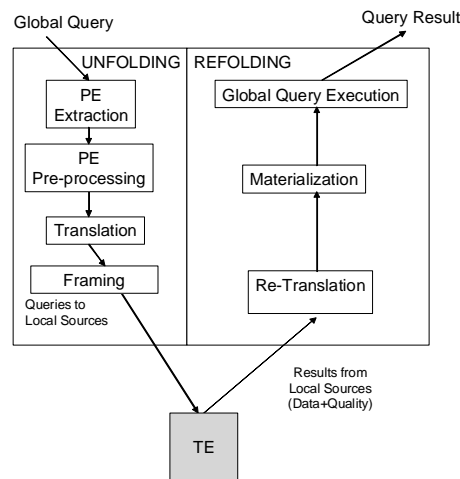 Global Query
Query Result
UNFOLDING
REFOLDING
PE
Extraction
PE
Pre-processing
Translation
Framing
Queries to
Local Sources
Global Query Execution
Materialization
Re-Translation
Results from
Local Sources
(Data+Quality)
TE